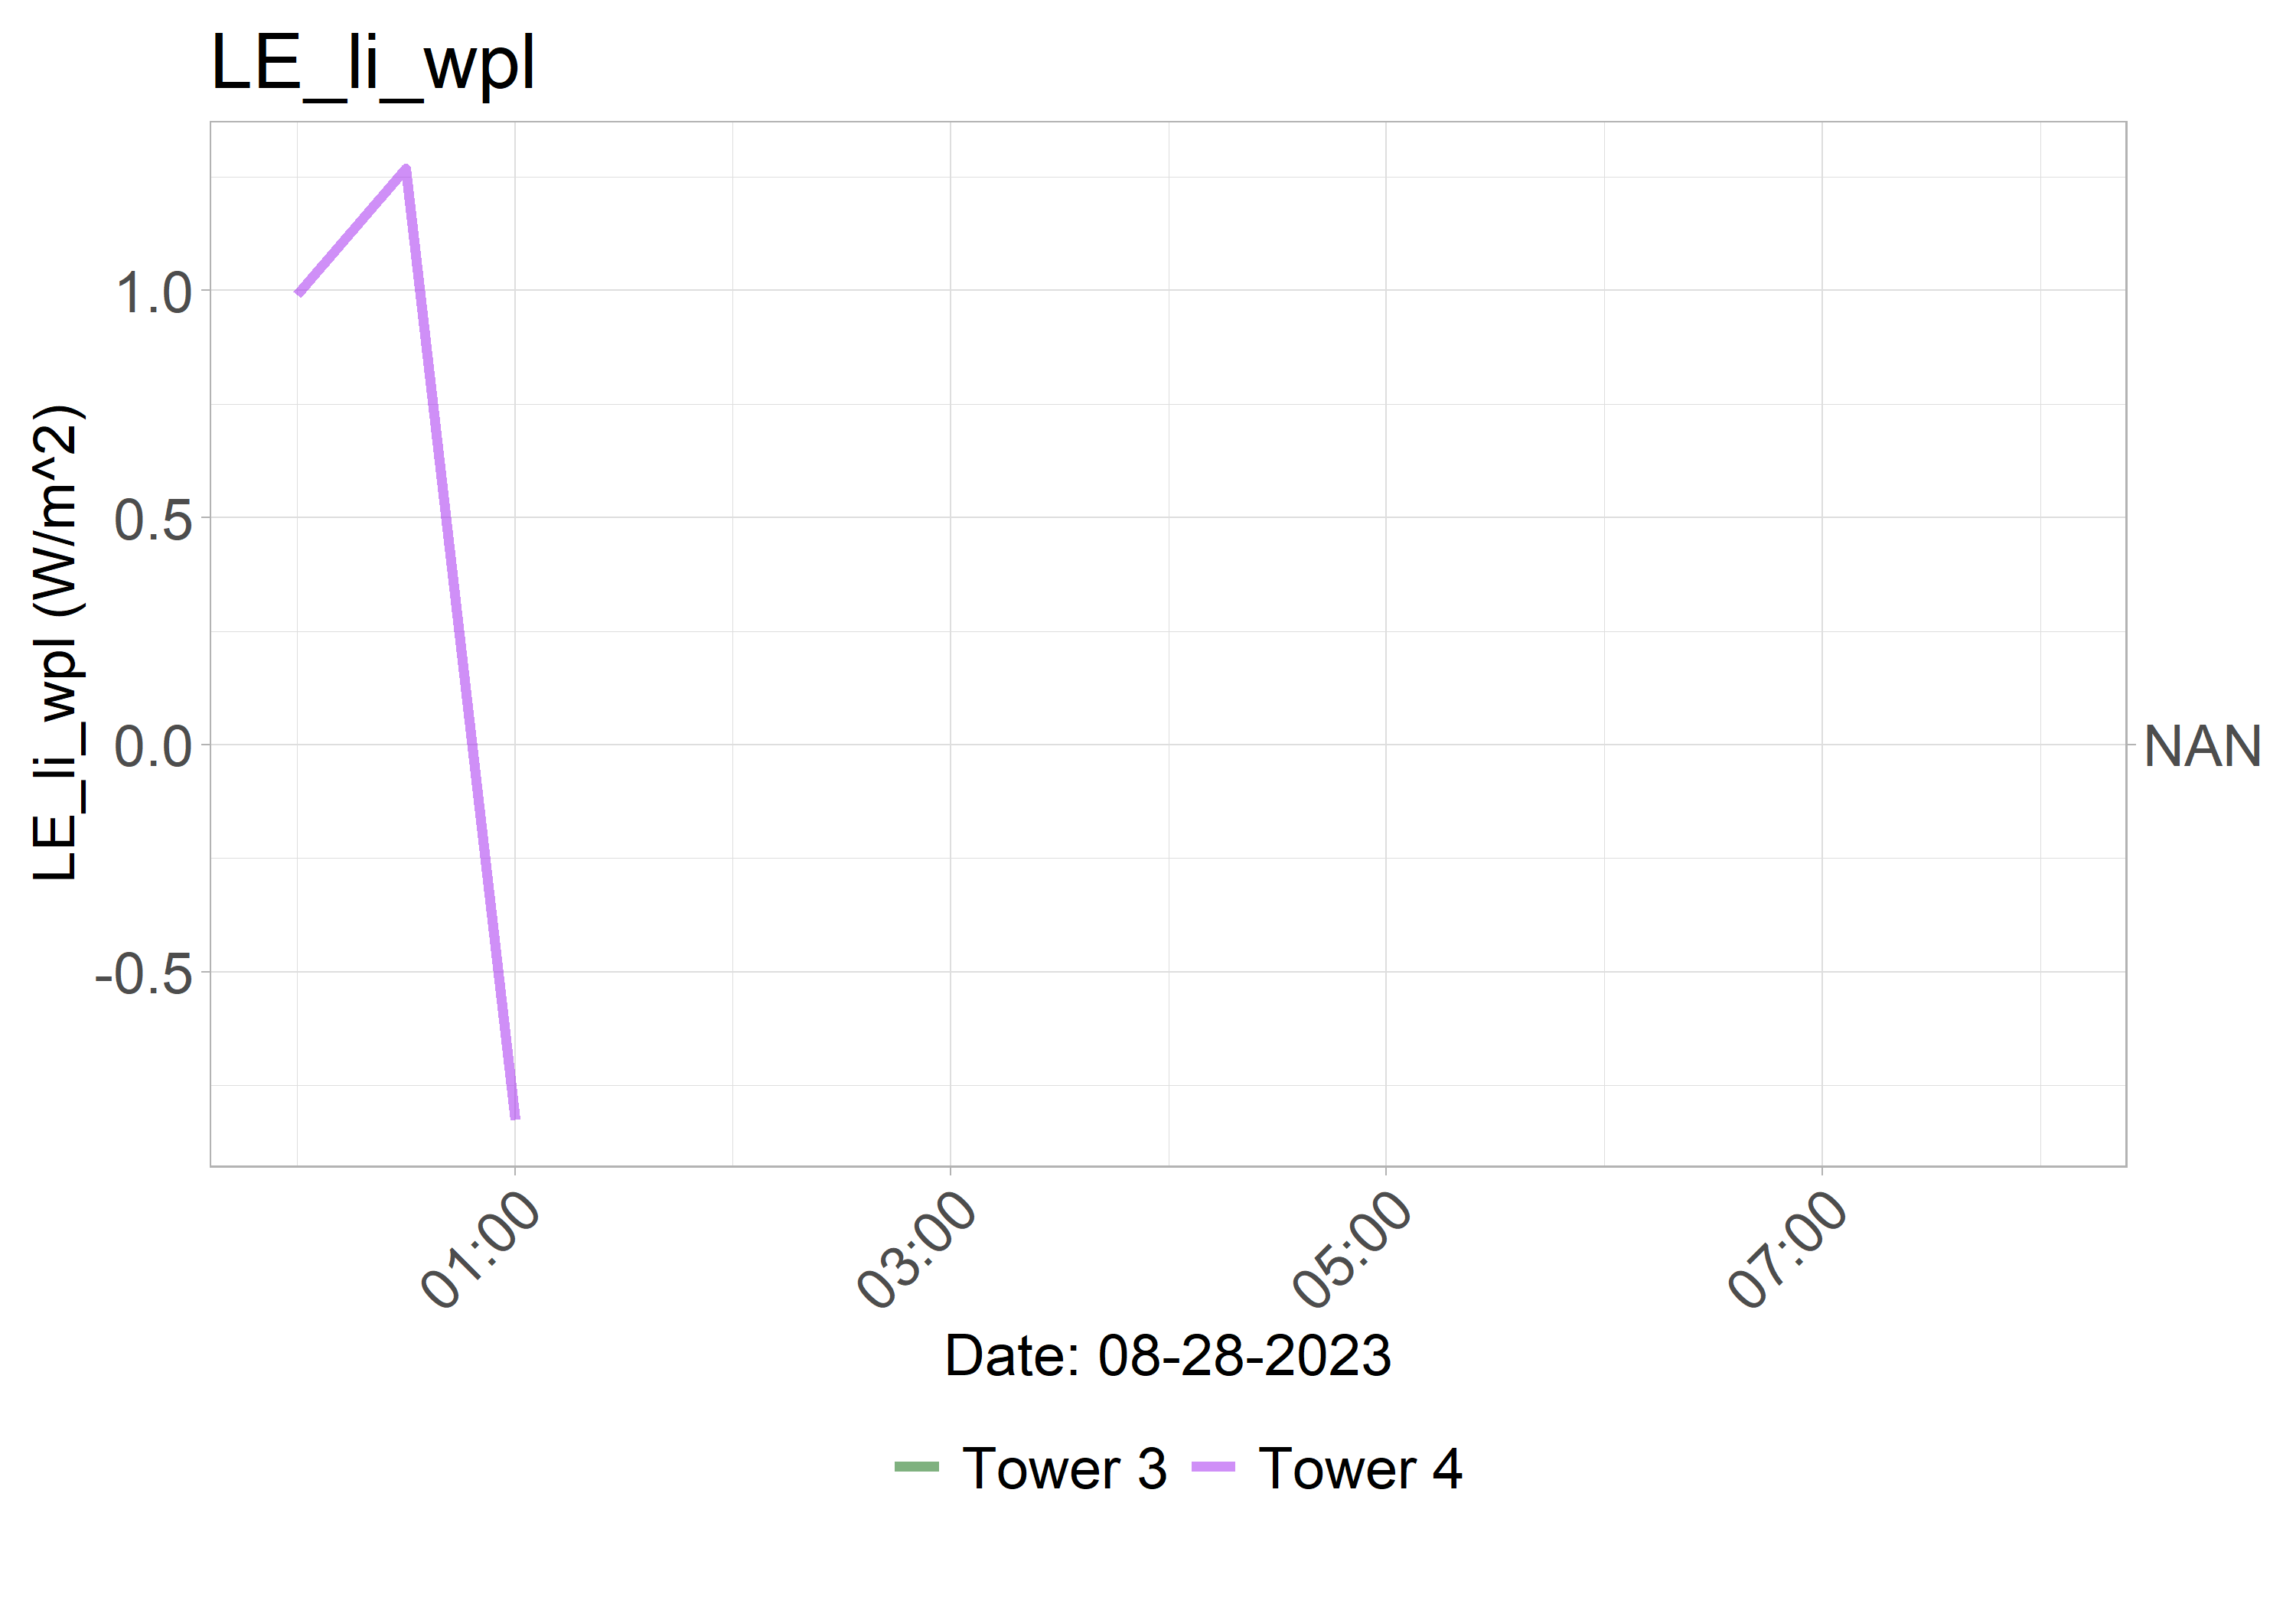 LE_li_wpl
LE_li_wpl (W/m^2)
1.0
0.5
0.0
-0.5
NAN
01:00
03:00
05:00
07:00
Date: 08-28-2023
Tower 3
Tower 4